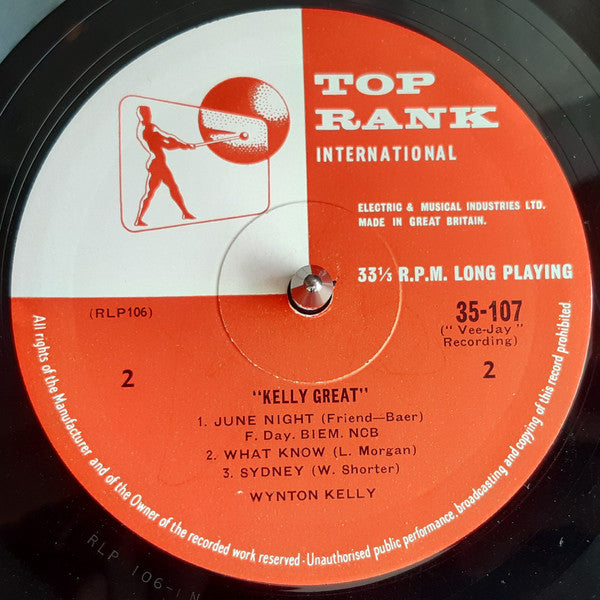 TOP
RANK
INTERNATIONAL
ELECTRIC & MUSICAL INDUSTRIES LTD.
MADE IN GREAT BRITAIN.
33⅓ R.P.M. LONG PLAYING
(RLP106)
35-107
("Vee-Jay"
Recording)
2
2
"KELLY GREAT"
1. JUNE NIGHT (Friend—Baer)
F. Day. BIEM. NCB
2. WHAT KNOW (L. Morgan)
3. SYDNEY (W. Shorter)
WYNTON KELLY
All rights of the Manufacturer and of the Owner of the recorded work reserved · Unauthorised public performance, broadcasting and copying of this record prohibited.
RLP 106-1N